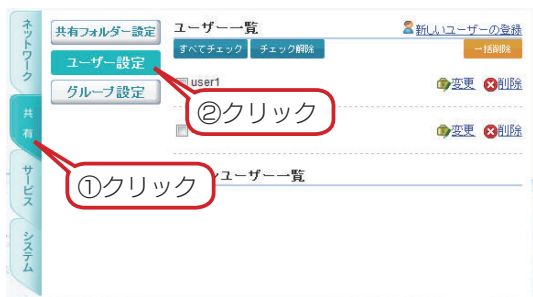 ネットワーク
共有
サービス
システム
共有フォルダー設定
ユーザー設定
グループ設定
ユーザー一覧
新しいユーザーの登録
すべてチェック チェック解除
一括削除
user1
変更 削除
②クリック
変更 削除
①クリック
ユーザー一覧